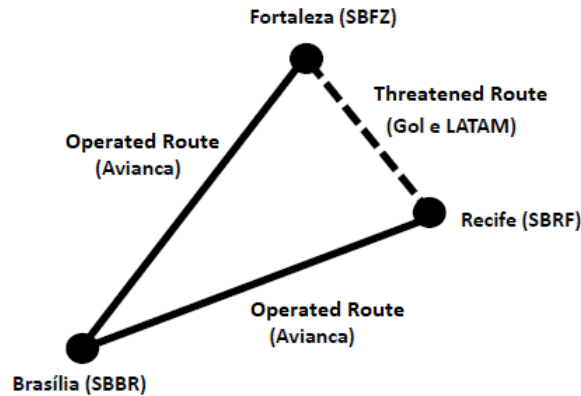 Fortaleza (SBFZ)
Threatened Route
(Gol e LATAM)
Operated Route
(Avianca)
Recife (SBRF)
Operated Route
(Avianca)
Brasília (SBBR)